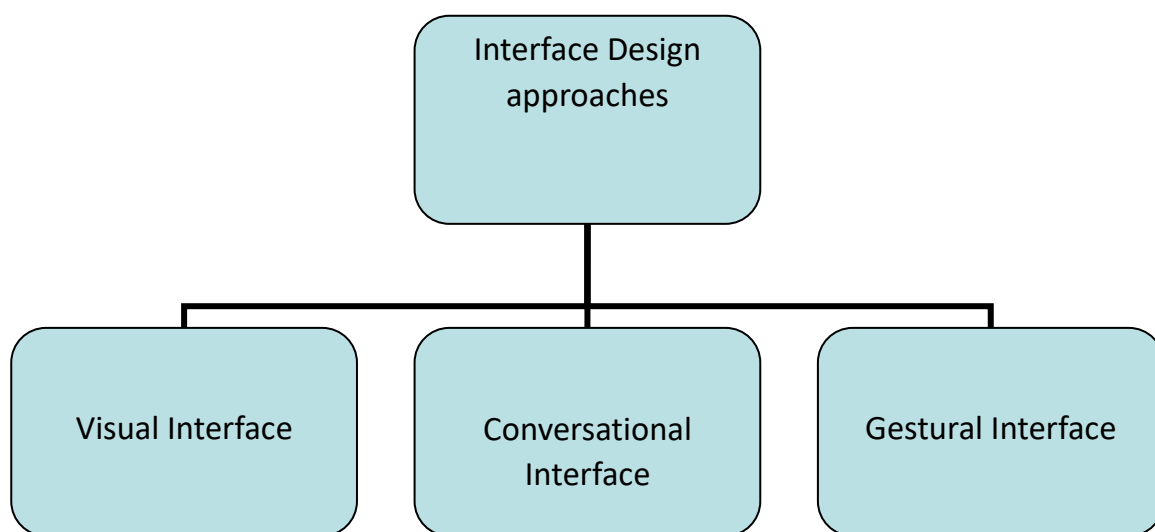 Interface Design
approaches
Visual Interface
Conversational
Interface
Gestural Interface